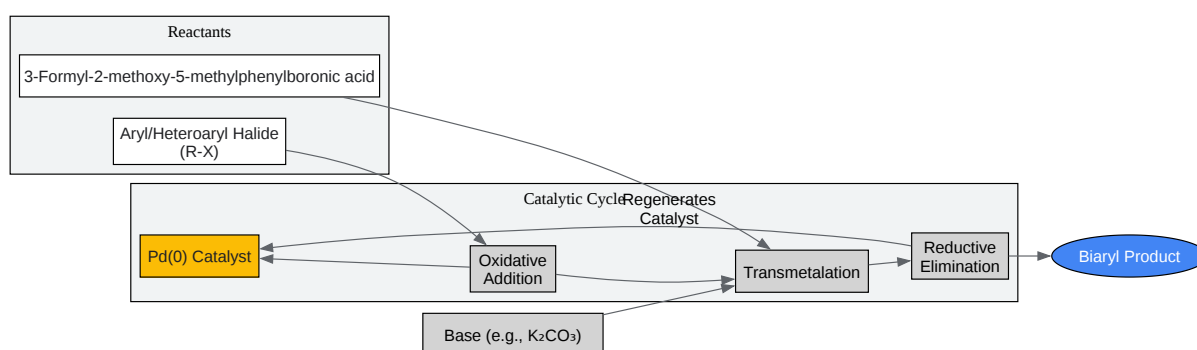 Reactants
3-Formyl-2-methoxy-5-methylphenylboronic acid
Aryl/Heteroaryl Halide
(R-X)
Catalytic Cycle
Regenerates
Catalyst
Pd(0) Catalyst
Oxidative
Addition
Transmetalation
Reductive
Elimination
Biaryl Product
Base (e.g., K₂CO₃)